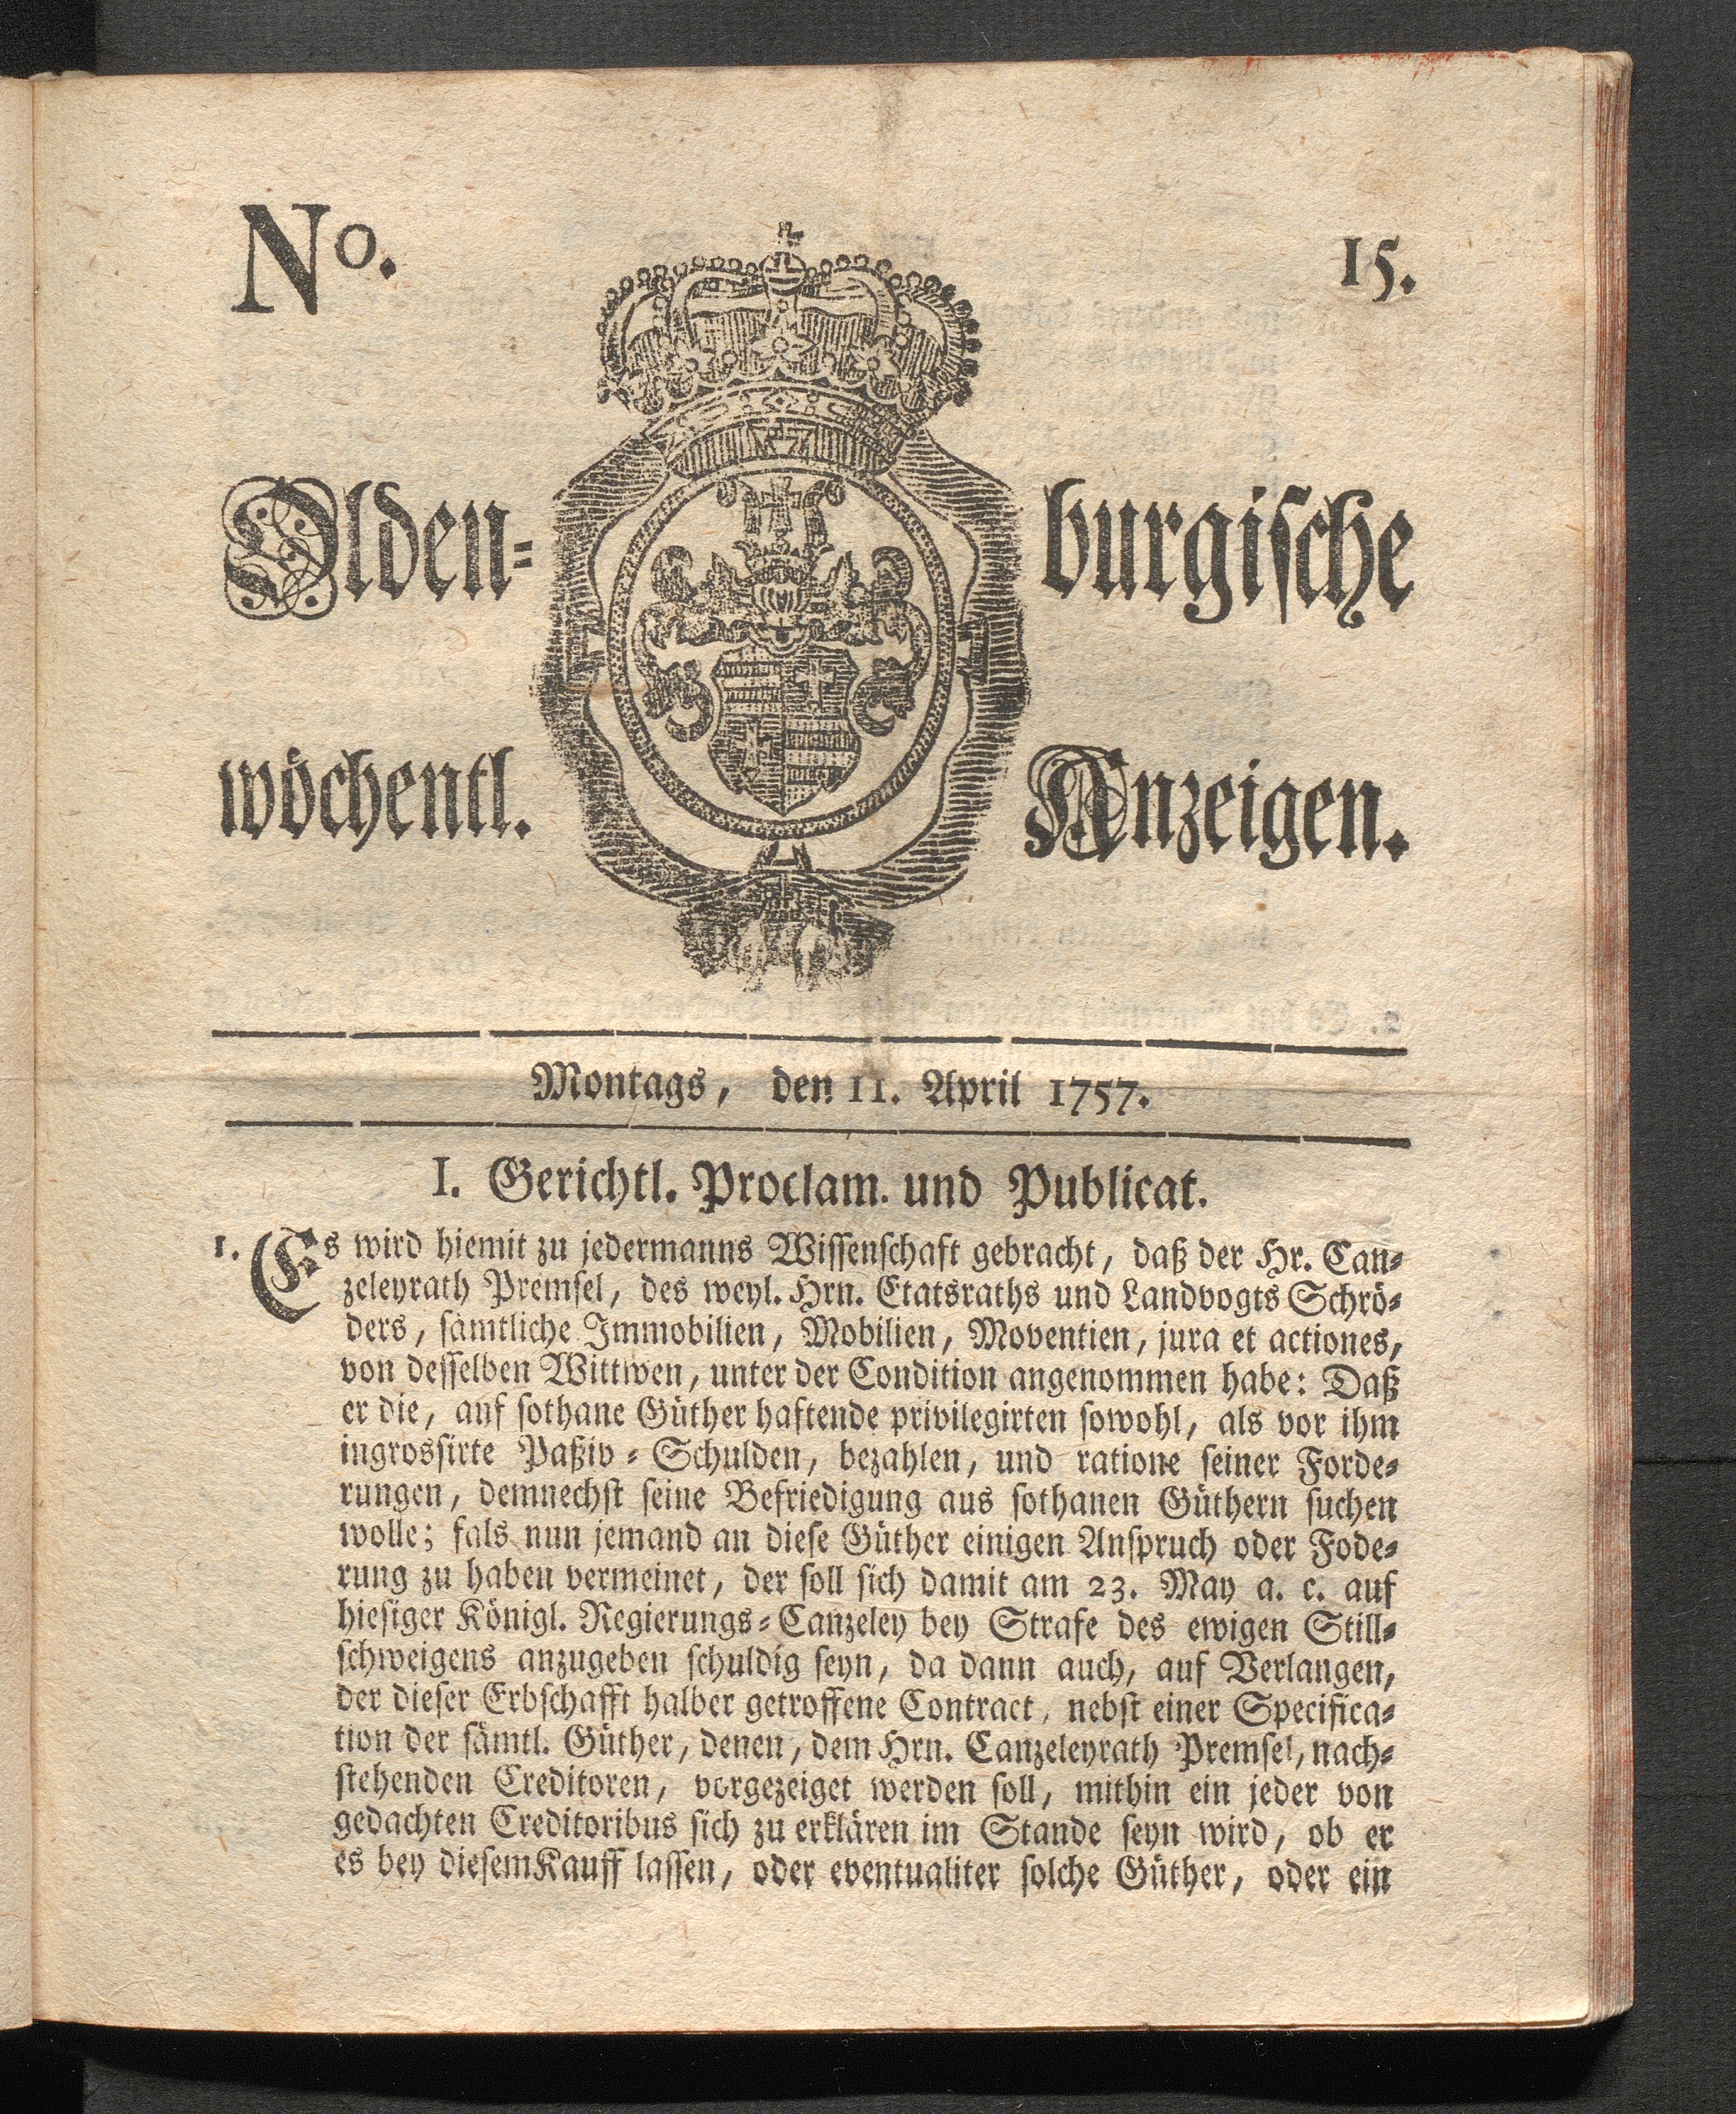 No. 15.
Olden- burgische
wöchentl. Anzeigen.
Montags, den 11. April 1757.
I. Gerichtl. Proclam. und Publicat.
1. Es wird hiemit zu jedermanns Wissenschaft gebracht, daß der Hr. Can-
zeleyrath Premsel, des weyl. Hrn. Etatsraths und Landvogts Schrö-
ders, sämtliche Immobilien, Mobilien, Moventien, jura et actiones,
von desselben Wittwen, unter der Condition angenommen habe: Daß
er die, auf sothane Güther haftende privilegirten sowohl, als vor ihm
ingrossirte Paßiv-Schulden, bezahlen, und ratione seiner Forde-
rungen, demnechst seine Befriedigung aus sothanen Güthern suchen
wolle; fals nun jemand an diese Güther einigen Anspruch oder Fode-
rung zu haben vermeinet, der soll sich damit am 23. May a. c. auf
hiesiger Königl. Regierungs-Canzeley bey Strafe des ewigen Still-
schweigens anzugeben schuldig seyn, da dann auch, auf Verlangen,
der dieser Erbschafft halber getroffene Contract, nebst einer Specifica-
tion der sämtl. Güther, denen, dem Hrn. Canzeleyrath Premsel, nach-
stehenden Creditoren, vorgezeiget werden soll, mithin ein jeder von
gedachten Creditoribus sich zu erklären im Stande seyn wird, ob er
es bey diesem Kauff lassen, oder eventualiter solche Güther, oder ein